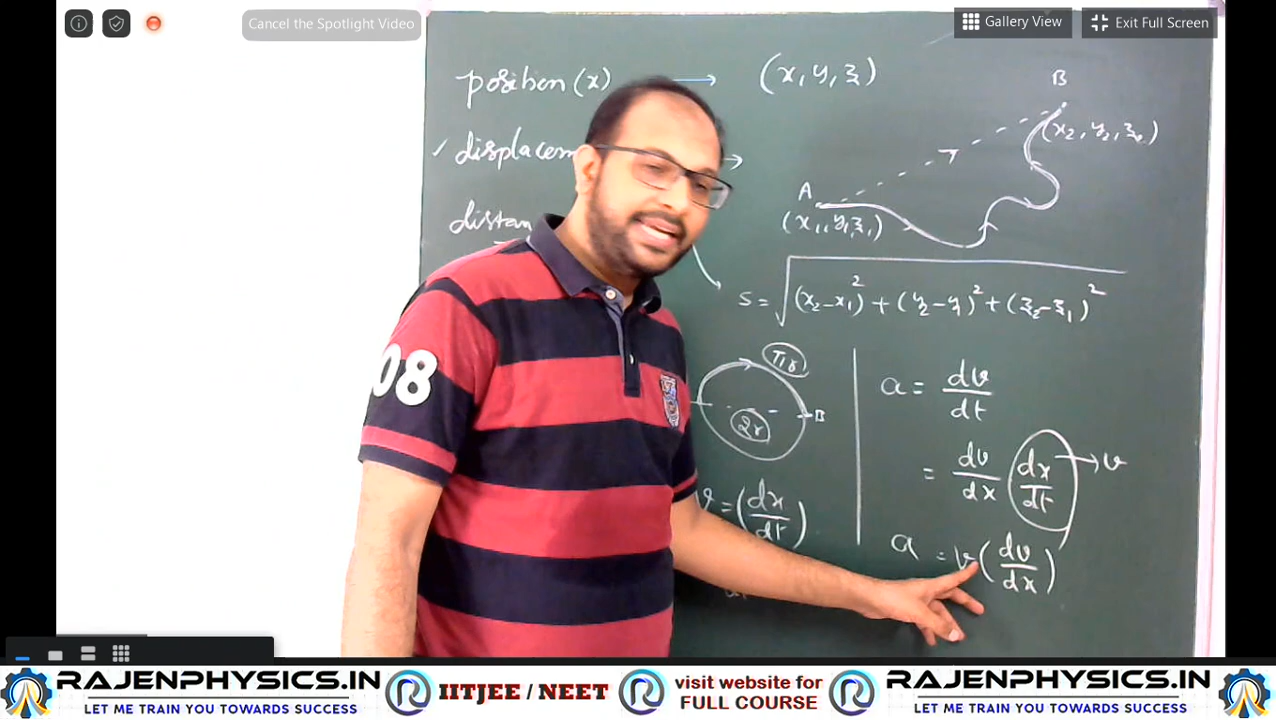 Cancel the Spotlight Video
Gallery View
Exit Full Screen
position (x) → (x, y, z)
✓ displacem →
distan
B
(x₂, y₂, z₂)
A
(x₁, y₁, z₁)
s = √((x₂-x₁)² + (y₂-y₁)² + (z₂-z₁)²)
πr
2r
B
v = (dx/dt)
a = dv/dt
= dv/dx dx/dt → v
a = v(dv/dx)
08
RAJENPHYSICS.IN
LET ME TRAIN YOU TOWARDS SUCCESS
IITJEE / NEET
visit website for
FULL COURSE
RAJENPHYSICS.IN
LET ME TRAIN YOU TOWARDS SUCCESS